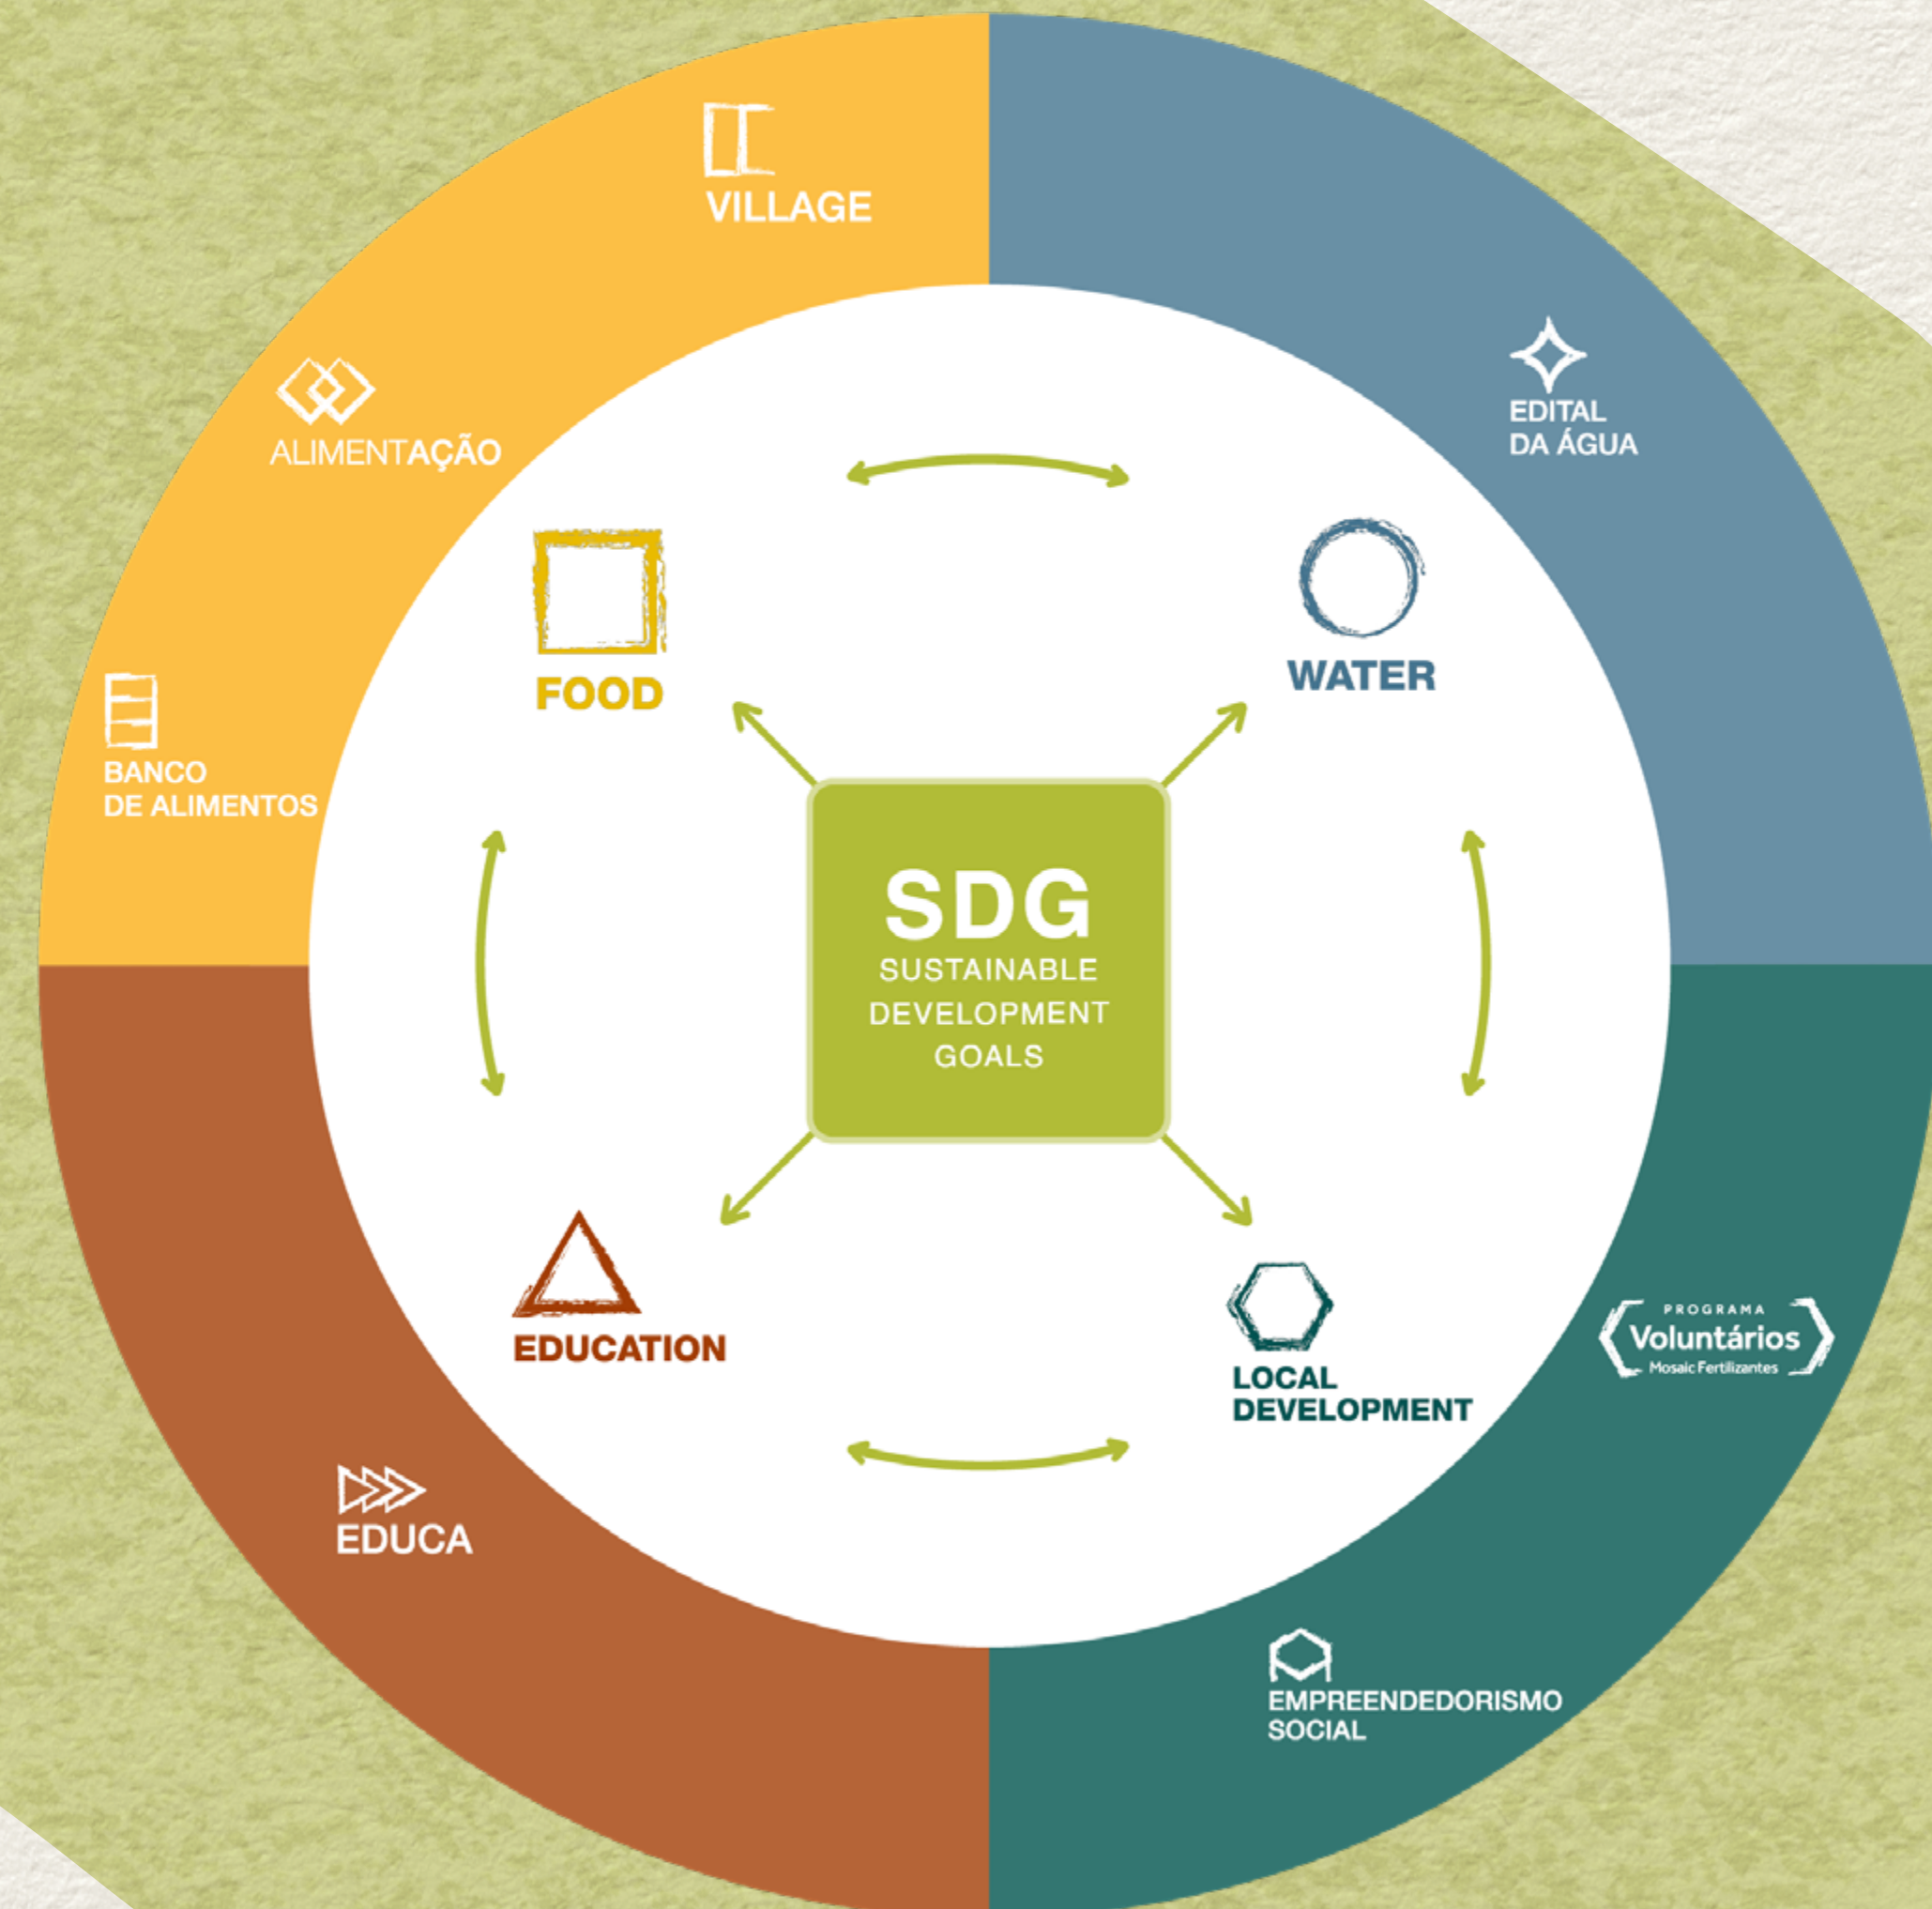 VILLAGE
ALIMENTAÇÃO
BANCO
DE ALIMENTOS
EDITAL
DA ÁGUA
FOOD
WATER
SDG
SUSTAINABLE
DEVELOPMENT
GOALS
EDUCATION
LOCAL
DEVELOPMENT
PROGRAMA
Voluntários
Mosaic Fertilizantes
EDUCA
EMPREENDEDORISMO
SOCIAL